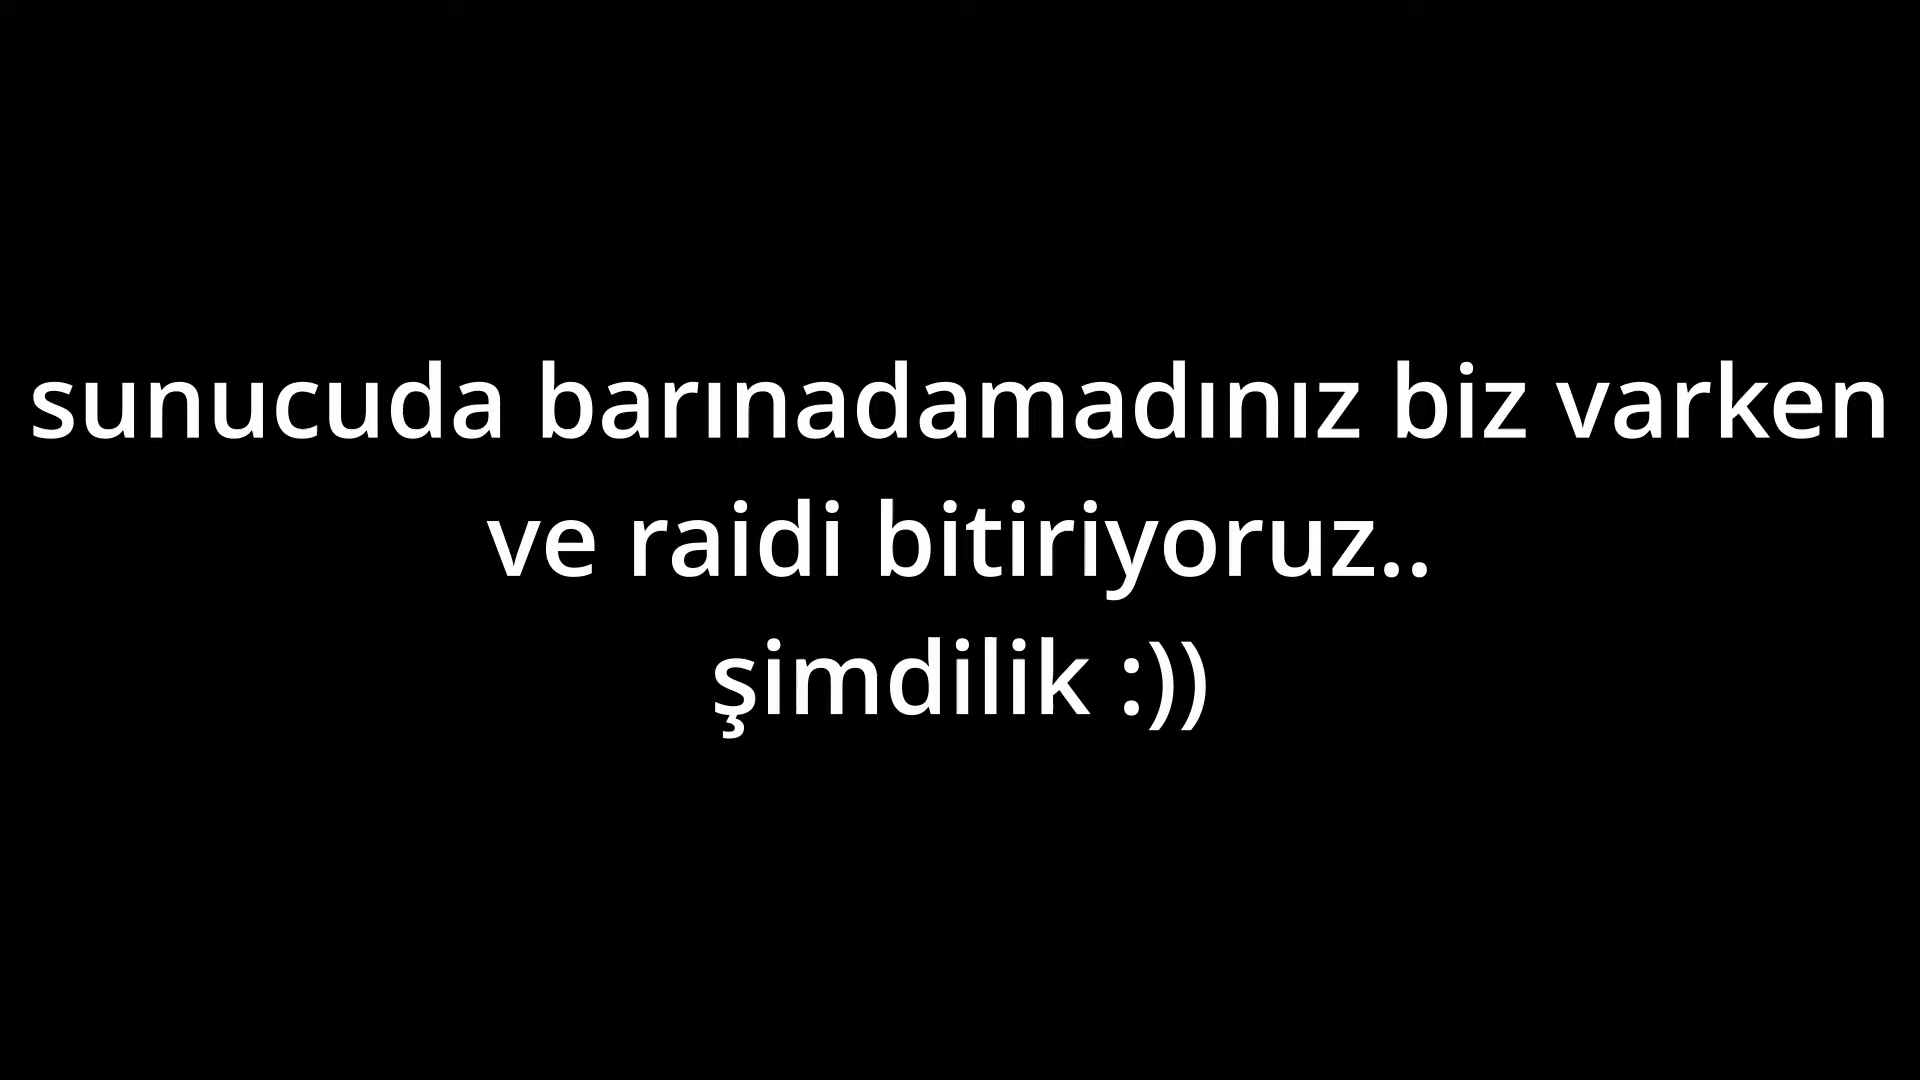 sunucuda barınadamadınız biz varken
ve raidi bitiriyoruz..
şimdilik :))